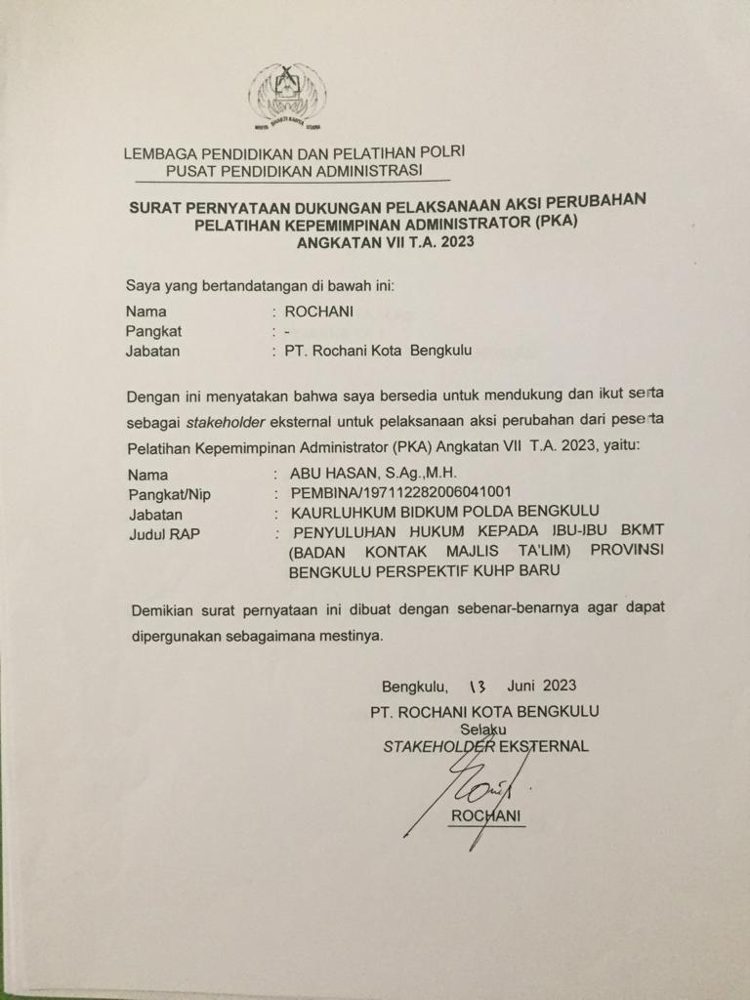 LEMBAGA PENDIDIKAN DAN PELATIHAN POLRI
PUSAT PENDIDIKAN ADMINISTRASI
SURAT PERNYATAAN DUKUNGAN PELAKSANAAN AKSI PERUBAHAN
PELATIHAN KEPEMIMPINAN ADMINISTRATOR (PKA)
ANGKATAN VII T.A. 2023
Saya yang bertandatangan di bawah ini:
Nama : ROCHANI
Pangkat : -
Jabatan : PT. Rochani Kota Bengkulu
Dengan ini menyatakan bahwa saya bersedia untuk mendukung dan ikut serta
sebagai stakeholder eksternal untuk pelaksanaan aksi perubahan dari peserta
Pelatihan Kepemimpinan Administrator (PKA) Angkatan VII T.A. 2023, yaitu:
Nama : ABU HASAN, S.Ag.,M.H.
Pangkat/Nip : PEMBINA/197112282006041001
Jabatan : KAURLUHKUM BIDKUM POLDA BENGKULU
Judul RAP : PENYULUHAN HUKUM KEPADA IBU-IBU BKMT
(BADAN KONTAK MAJLIS TA'LIM) PROVINSI
BENGKULU PERSPEKTIF KUHP BARU
Demikian surat pernyataan ini dibuat dengan sebenar-benarnya agar dapat
dipergunakan sebagaimana mestinya.
Bengkulu, 13 Juni 2023
PT. ROCHANI KOTA BENGKULU
Selaku
STAKEHOLDER EKSTERNAL
ROCHANI